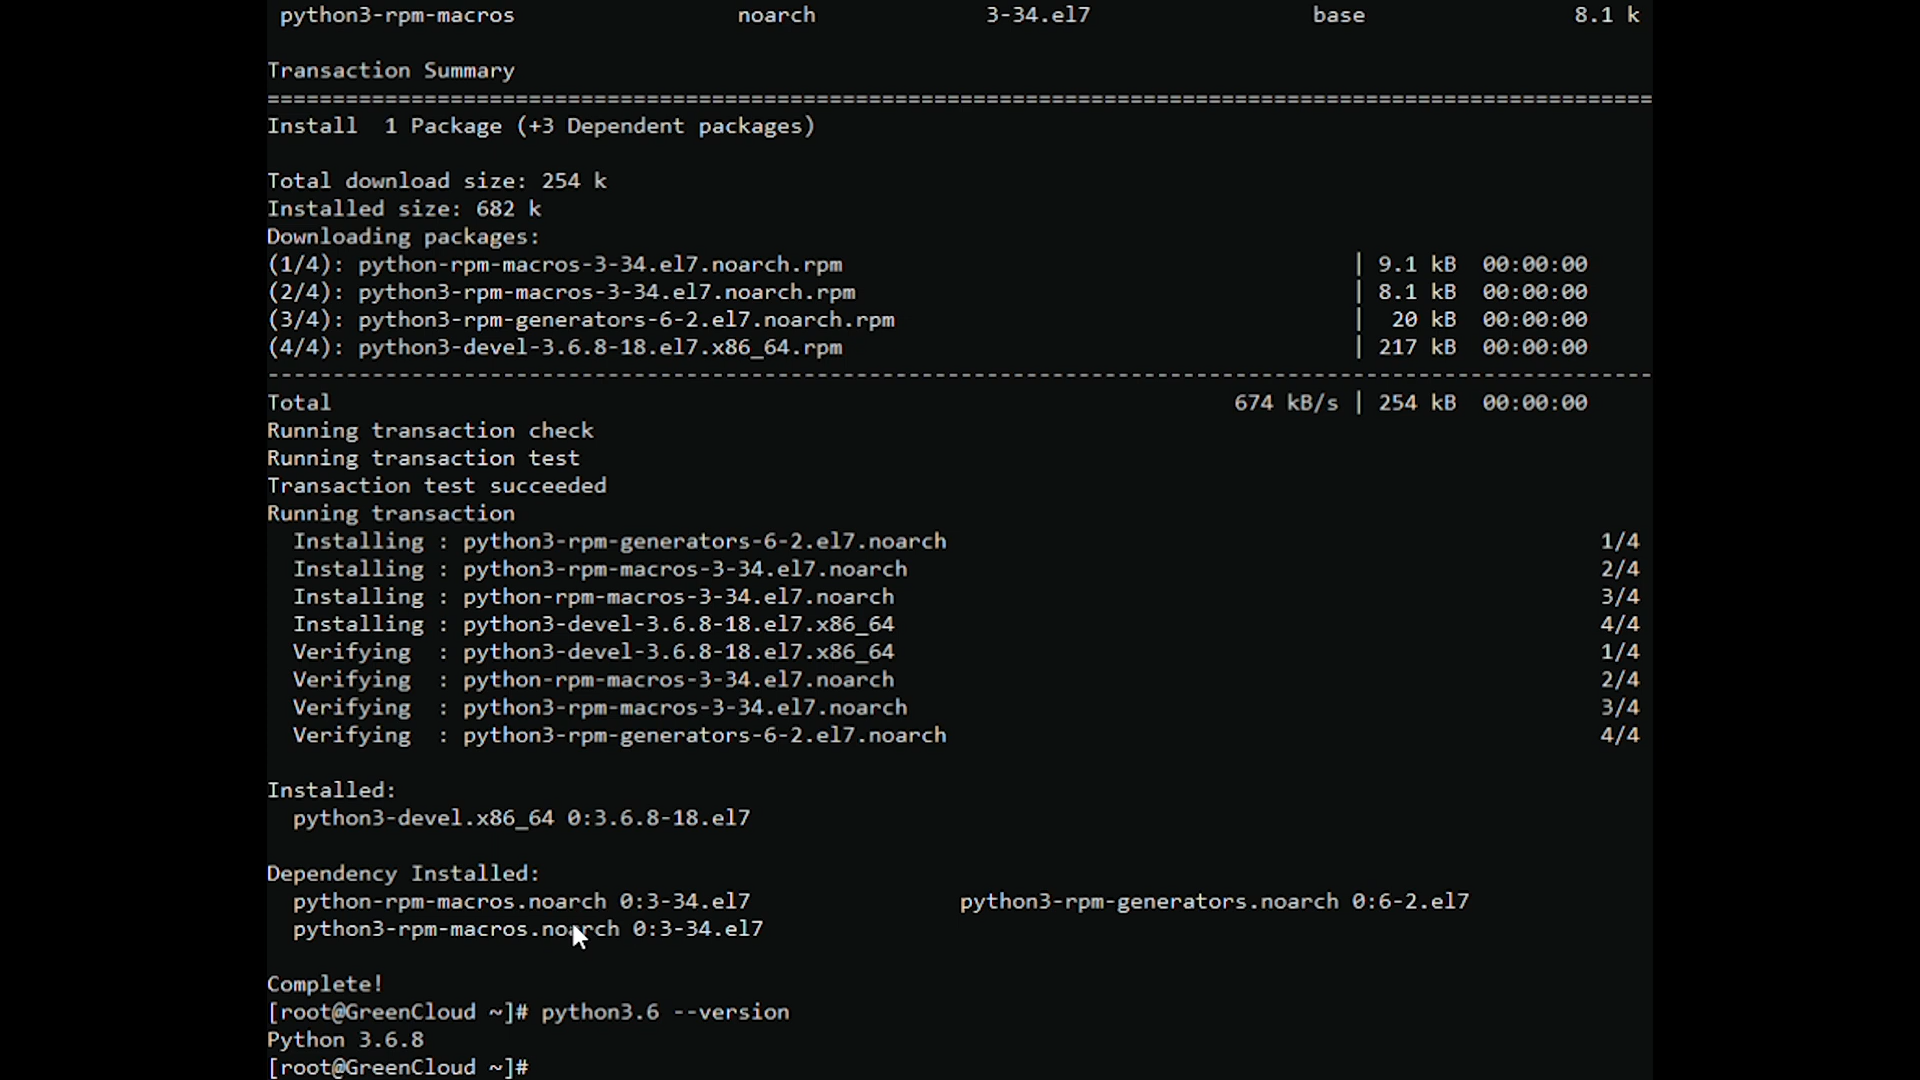 python3-rpm-macros noarch 3-34.el7 base 8.1 k
Transaction Summary
================================================================================
Install  1 Package (+3 Dependent packages)
Total download size: 254 k
Installed size: 682 k
Downloading packages:
(1/4): python-rpm-macros-3-34.el7.noarch.rpm | 9.1 kB  00:00:00
(2/4): python3-rpm-macros-3-34.el7.noarch.rpm | 8.1 kB  00:00:00
(3/4): python3-rpm-generators-6-2.el7.noarch.rpm |  20 kB  00:00:00
(4/4): python3-devel-3.6.8-18.el7.x86_64.rpm | 217 kB  00:00:00
--------------------------------------------------------------------------------
Total 674 kB/s | 254 kB  00:00:00
Running transaction check
Running transaction test
Transaction test succeeded
Running transaction
Installing : python3-rpm-generators-6-2.el7.noarch 1/4
Installing : python3-rpm-macros-3-34.el7.noarch 2/4
Installing : python-rpm-macros-3-34.el7.noarch 3/4
Installing : python3-devel-3.6.8-18.el7.x86_64 4/4
Verifying  : python3-devel-3.6.8-18.el7.x86_64 1/4
Verifying  : python-rpm-macros-3-34.el7.noarch 2/4
Verifying  : python3-rpm-macros-3-34.el7.noarch 3/4
Verifying  : python3-rpm-generators-6-2.el7.noarch 4/4
Installed:
python3-devel.x86_64 0:3.6.8-18.el7
Dependency Installed:
python-rpm-macros.noarch 0:3-34.el7 python3-rpm-generators.noarch 0:6-2.el7
python3-rpm-macros.noarch 0:3-34.el7
Complete!
[root@GreenCloud ~]# python3.6 --version
Python 3.6.8
[root@GreenCloud ~]#